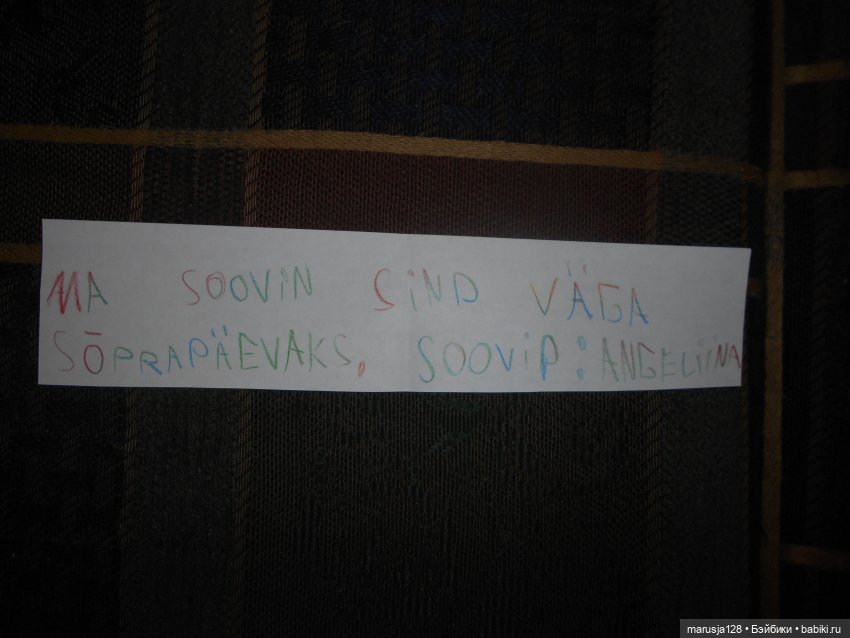 MA SOOVIN SiND VÄGA
SŌPRAPÄEVAKS. SOOViP: ANGELiiNA
marusja128 • Бэйбики • babiki.ru